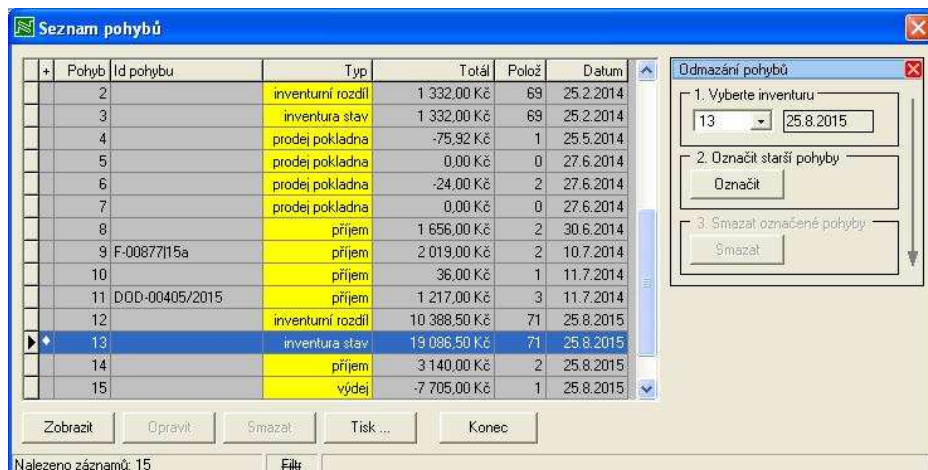 Seznam pohybů
+ Pohyb Id pohybu Typ Totál Polož Datum
2 inventurní rozdíl 1 332,00 Kč 69 25.2.2014
3 inventura stav 1 332,00 Kč 69 25.2.2014
4 prodej pokladna -75,92 Kč 1 25.5.2014
5 prodej pokladna 0,00 Kč 0 27.6.2014
6 prodej pokladna -24,00 Kč 2 27.6.2014
7 prodej pokladna 0,00 Kč 0 27.6.2014
8 příjem 1 656,00 Kč 2 30.6.2014
9 F-00877|15a příjem 2 019,00 Kč 2 10.7.2014
10 příjem 36,00 Kč 1 11.7.2014
11 DOD-00405/2015 příjem 1 217,00 Kč 3 11.7.2014
12 inventurní rozdíl 10 388,50 Kč 71 25.8.2015
13 inventura stav 19 086,50 Kč 71 25.8.2015
14 příjem 3 140,00 Kč 2 25.8.2015
15 výdej -7 705,00 Kč 1 25.8.2015
Odmazání pohybů
1. Vyberte inventuru
13 25.8.2015
2. Označit starší pohyby
Označit
3. Smazat označené pohyby
Smazat
Zobrazit Opravit Smazat Tisk ... Konec
Nalezeno záznamů: 15 Filtr